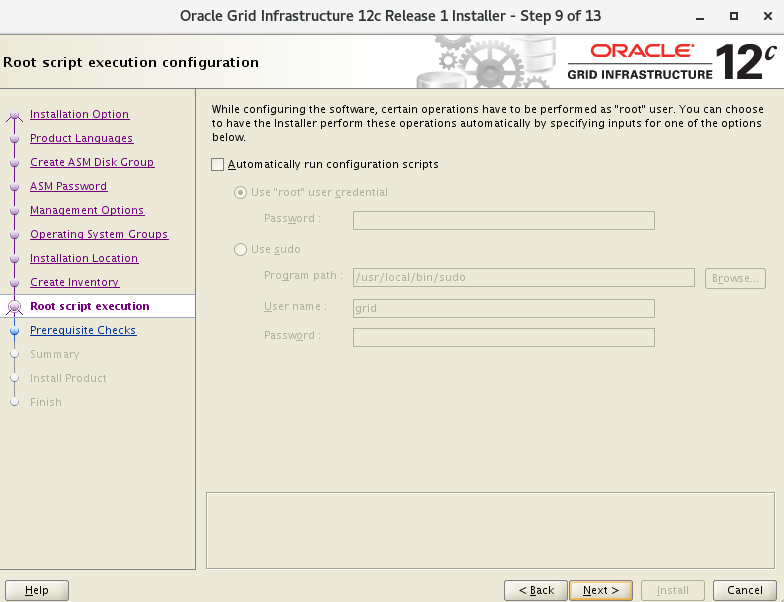 Oracle Grid Infrastructure 12c Release 1 Installer - Step 9 of 13
Root script execution configuration
ORACLE
GRID INFRASTRUCTURE
12c
Installation Option
Product Languages
Create ASM Disk Group
ASM Password
Management Options
Operating System Groups
Installation Location
Create Inventory
Root script execution
Prerequisite Checks
Summary
Install Product
Finish
While configuring the software, certain operations have to be performed as "root" user. You can choose
to have the Installer perform these operations automatically by specifying inputs for one of the options
below.
Automatically run configuration scripts
Use "root" user credential
Password :
Use sudo
Program path : /usr/local/bin/sudo Browse...
User name : grid
Password :
Help < Back Next > Install Cancel